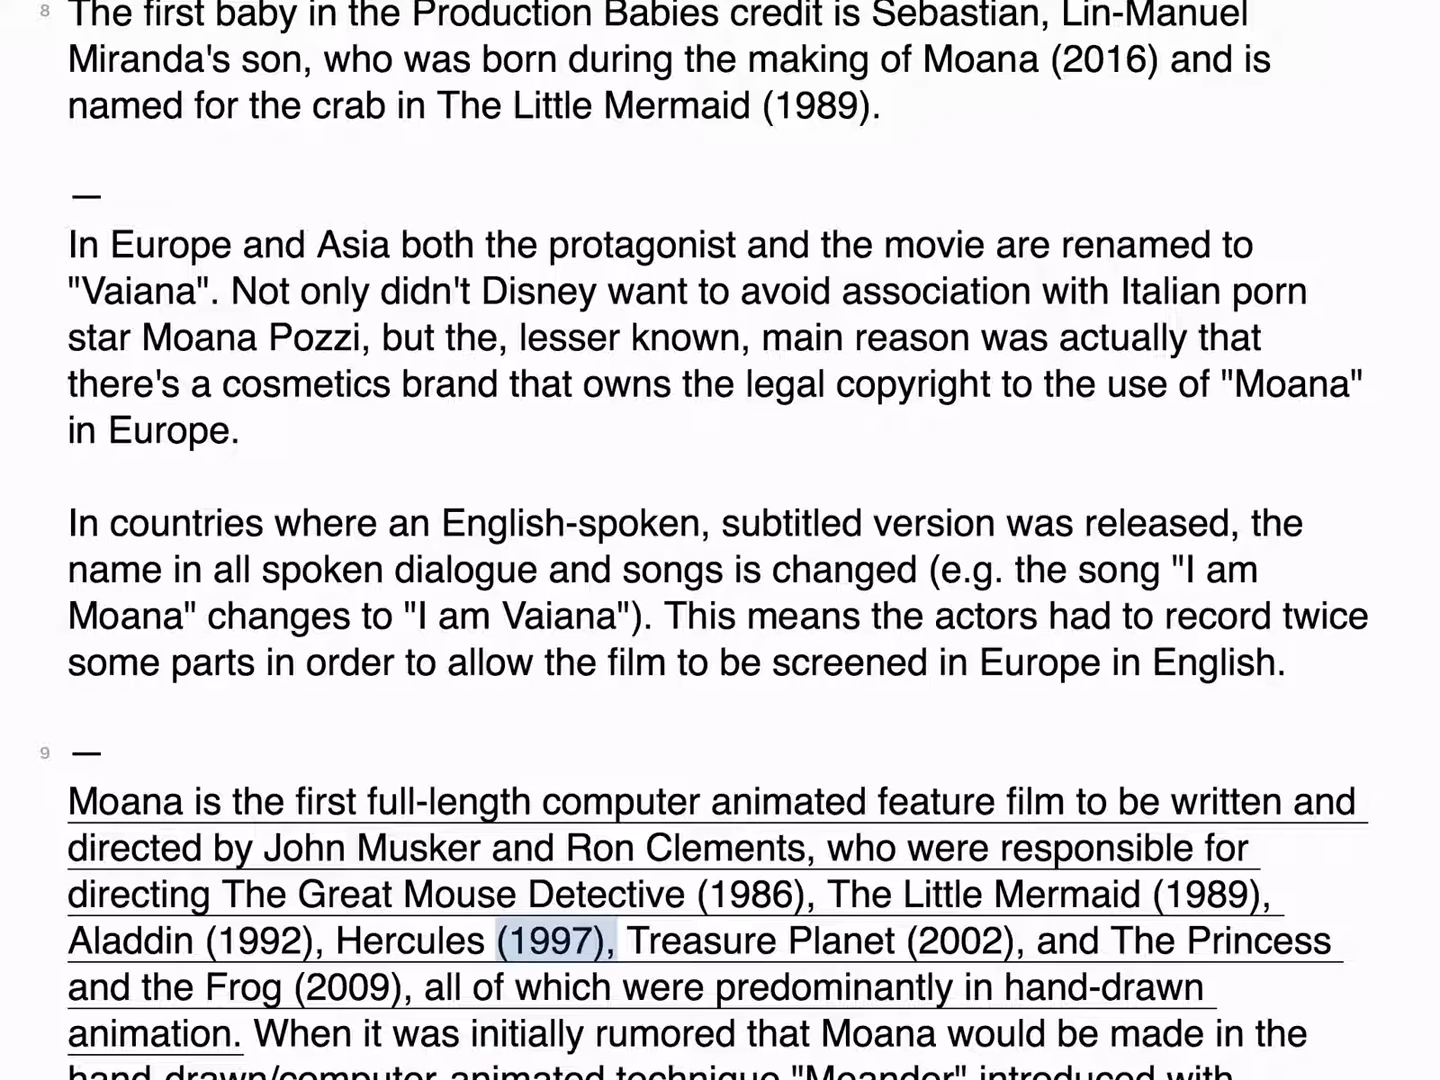 8 The first baby in the Production Babies credit is Sebastian, Lin-Manuel
Miranda's son, who was born during the making of Moana (2016) and is
named for the crab in The Little Mermaid (1989).
—
In Europe and Asia both the protagonist and the movie are renamed to
"Vaiana". Not only didn't Disney want to avoid association with Italian porn
star Moana Pozzi, but the, lesser known, main reason was actually that
there's a cosmetics brand that owns the legal copyright to the use of "Moana"
in Europe.
In countries where an English-spoken, subtitled version was released, the
name in all spoken dialogue and songs is changed (e.g. the song "I am
Moana" changes to "I am Vaiana"). This means the actors had to record twice
some parts in order to allow the film to be screened in Europe in English.
9 —
Moana is the first full-length computer animated feature film to be written and
directed by John Musker and Ron Clements, who were responsible for
directing The Great Mouse Detective (1986), The Little Mermaid (1989),
Aladdin (1992), Hercules (1997), Treasure Planet (2002), and The Princess
and the Frog (2009), all of which were predominantly in hand-drawn
animation. When it was initially rumored that Moana would be made in the
hand-drawn/computer-animated technique "Meander" introduced with